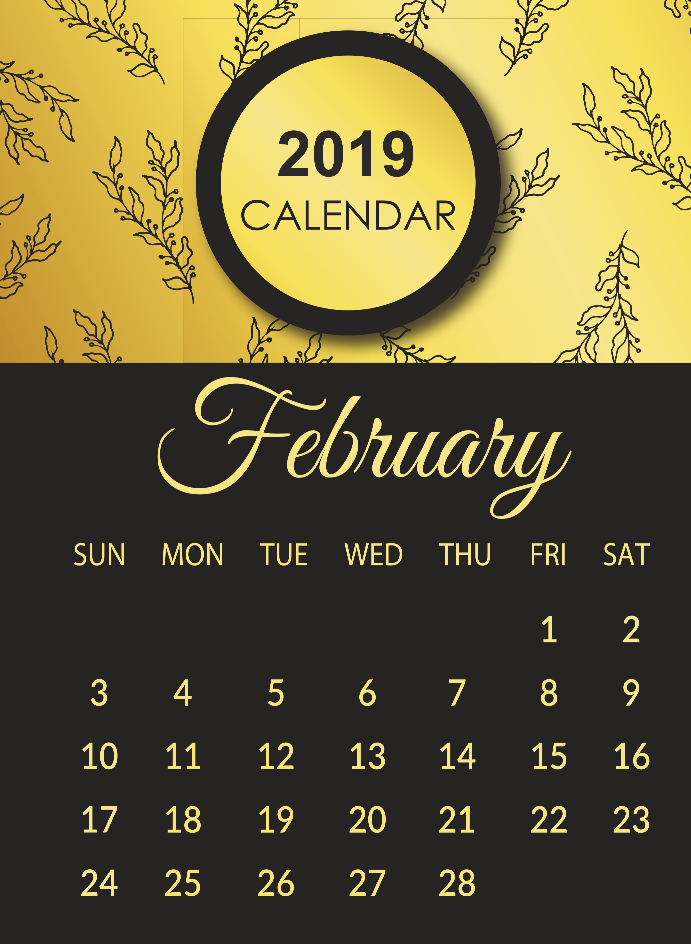 2019
CALENDAR
February
SUN MON TUE WED THU FRI SAT
1 2
3 4 5 6 7 8 9
10 11 12 13 14 15 16
17 18 19 20 21 22 23
24 25 26 27 28